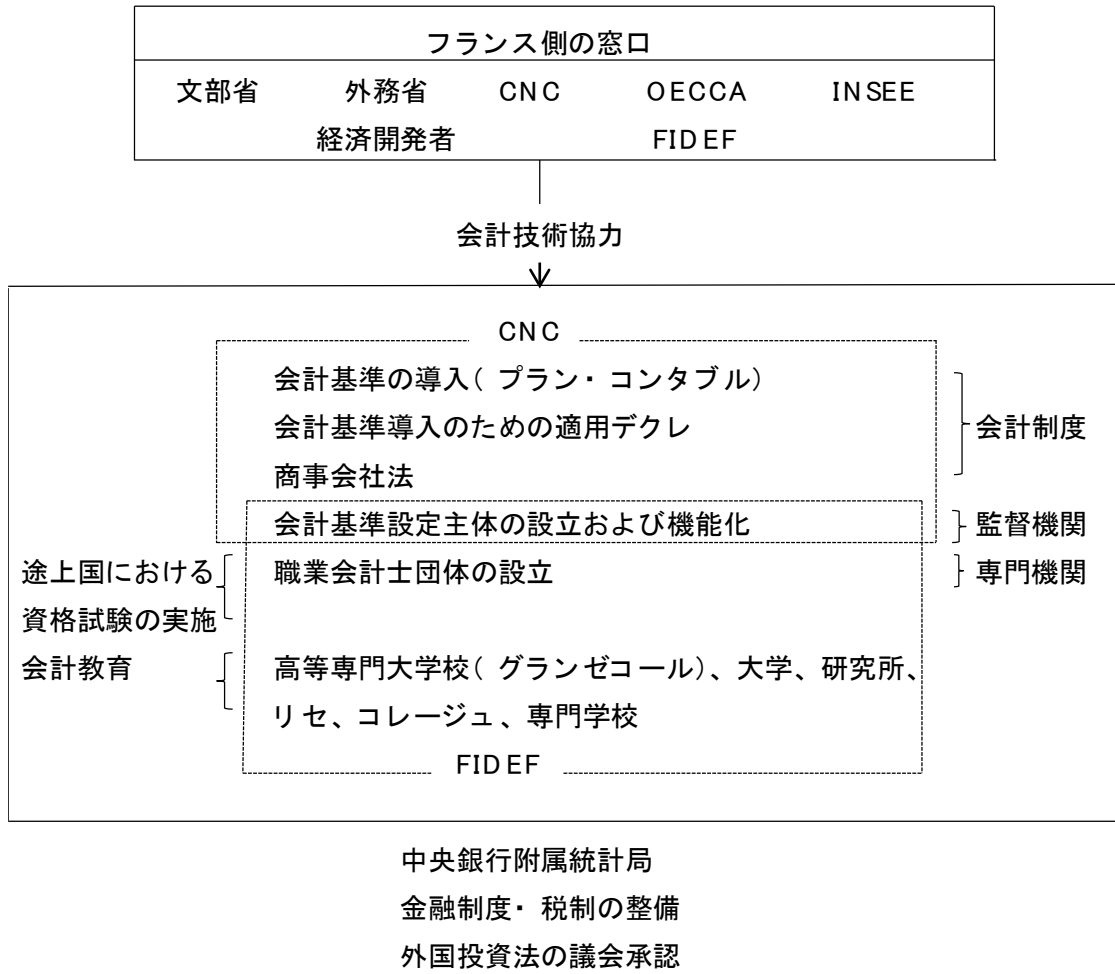 フランス側の窓口
文部省 外務省 CNC OECCA INSEE
経済開発者 FIDEF
会計技術協力
CNC
会計基準の導入(プラン・コンタブル)
会計基準導入のための適用デクレ 会計制度
商事会社法
会計基準設定主体の設立および機能化 監督機関
途上国における 職業会計士団体の設立 専門機関
資格試験の実施
会計教育 高等専門大学校(グランゼコール)、大学、研究所、
リセ、コレージュ、専門学校
FIDEF
中央銀行附属統計局
金融制度・税制の整備
外国投資法の議会承認